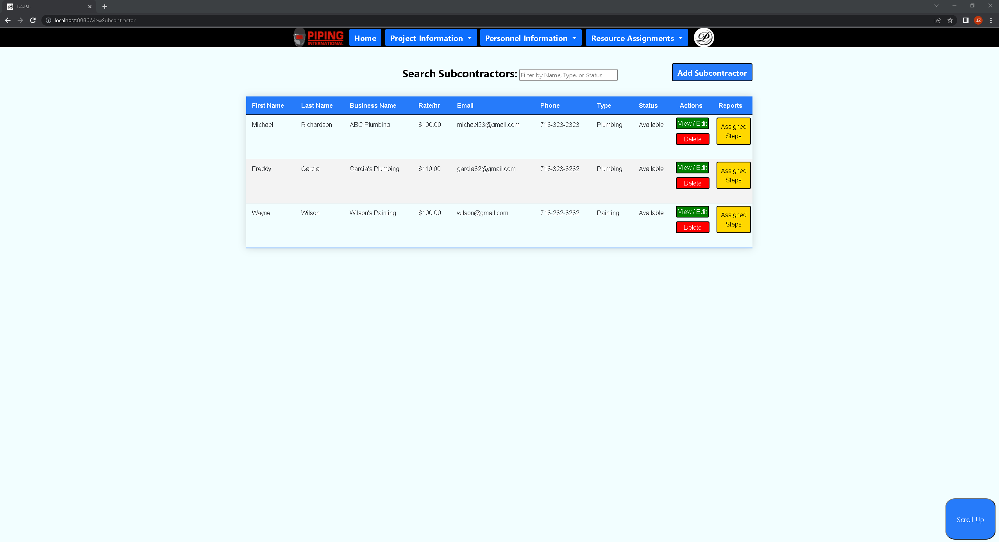 T.A.P.I.
localhost:8080/viewSubcontractor
JZ
PIPING
INTERNATIONAL
Home Project Information Personnel Information Resource Assignments
Search Subcontractors: Filter by Name, Type, or Status Add Subcontractor
First Name Last Name Business Name Rate/hr Email Phone Type Status Actions Reports
Michael Richardson ABC Plumbing $100.00 michael23@gmail.com 713-323-2323 Plumbing Available View / Edit Assigned
Delete Steps
Freddy Garcia Garcia's Plumbing $110.00 garcia32@gmail.com 713-323-3232 Plumbing Available View / Edit Assigned
Delete Steps
Wayne Wilson Wilson's Painting $100.00 wilson@gmail.com 713-232-3232 Painting Available View / Edit Assigned
Delete Steps
Scroll Up